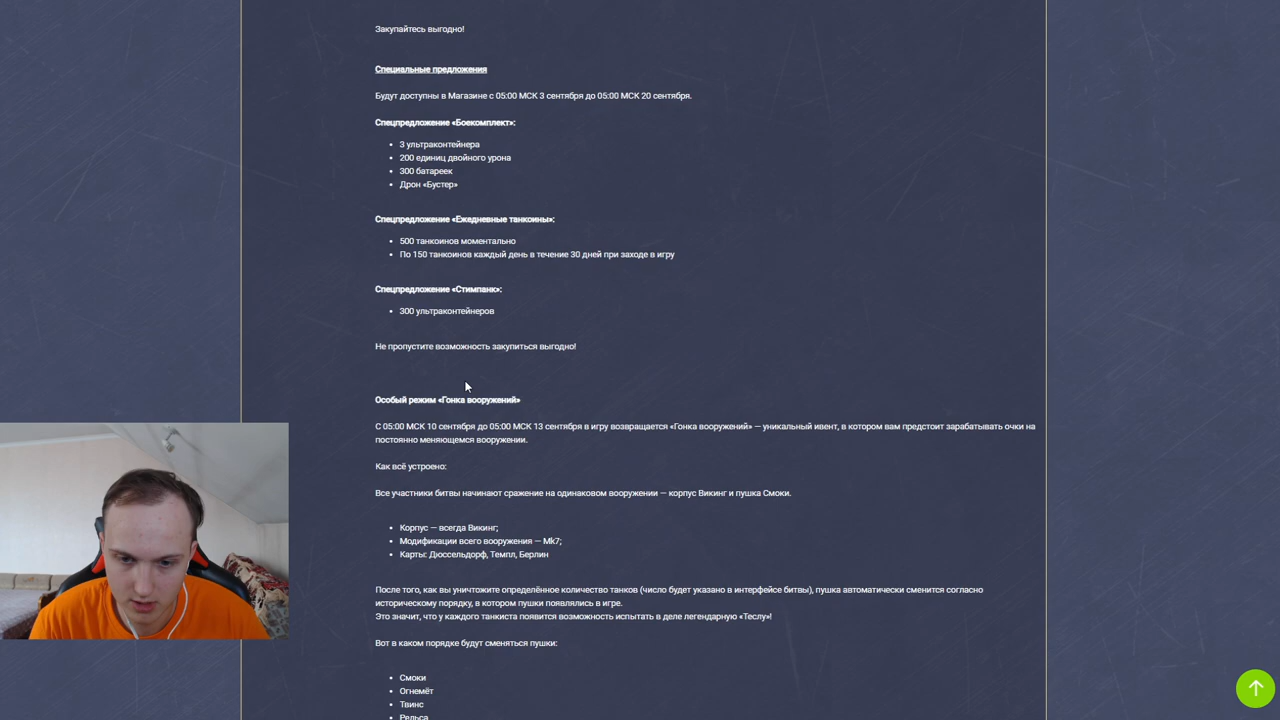 Закупайтесь выгодно!
Специальные предложения
Будут доступны в Магазине с 05:00 МСК 3 сентября до 05:00 МСК 20 сентября.
Спецпредложение «Боекомплект»:
• 3 ультраконтейнера
• 200 единиц двойного урона
• 300 батареек
• Дрон «Бустер»
Спецпредложение «Ежедневные танкоины»:
• 500 танкоинов моментально
• По 150 танкоинов каждый день в течение 30 дней при заходе в игру
Спецпредложение «Стимпанк»:
• 300 ультраконтейнеров
Не пропустите возможность закупиться выгодно!
Особый режим «Гонка вооружений»
С 05:00 МСК 10 сентября до 05:00 МСК 13 сентября в игру возвращается «Гонка вооружений» — уникальный ивент, в котором вам предстоит зарабатывать очки на
постоянно меняющемся вооружении.
Как всё устроено:
Все участники битвы начинают сражение на одинаковом вооружении — корпус Викинг и пушка Смоки.
• Корпус — всегда Викинг;
• Модификации всего вооружения — Mk7;
• Карты: Дюссельдорф, Темпл, Берлин
После того, как вы уничтожите определённое количество танков (число будет указано в интерфейсе битвы), пушка автоматически сменится согласно
историческому порядку, в котором пушки появлялись в игре.
Это значит, что у каждого танкиста появится возможность испытать в деле легендарную «Теслу»!
Вот в каком порядке будут сменяться пушки:
• Смоки
• Огнемёт
• Твинс
• Рельса